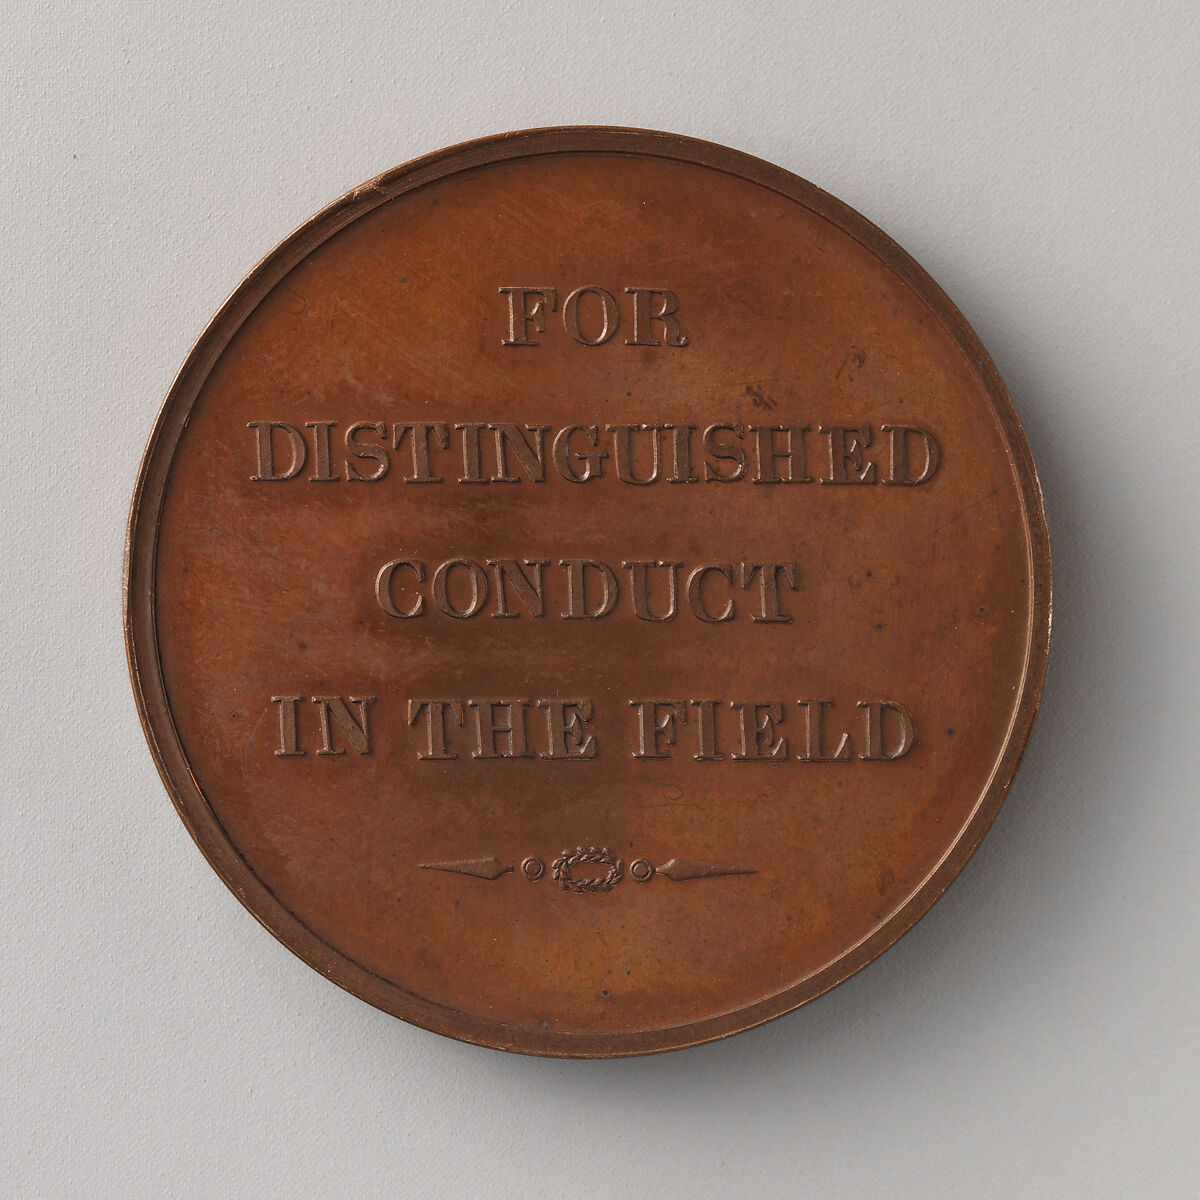 FOR
DISTINGUISHED
CONDUCT
IN THE FIELD